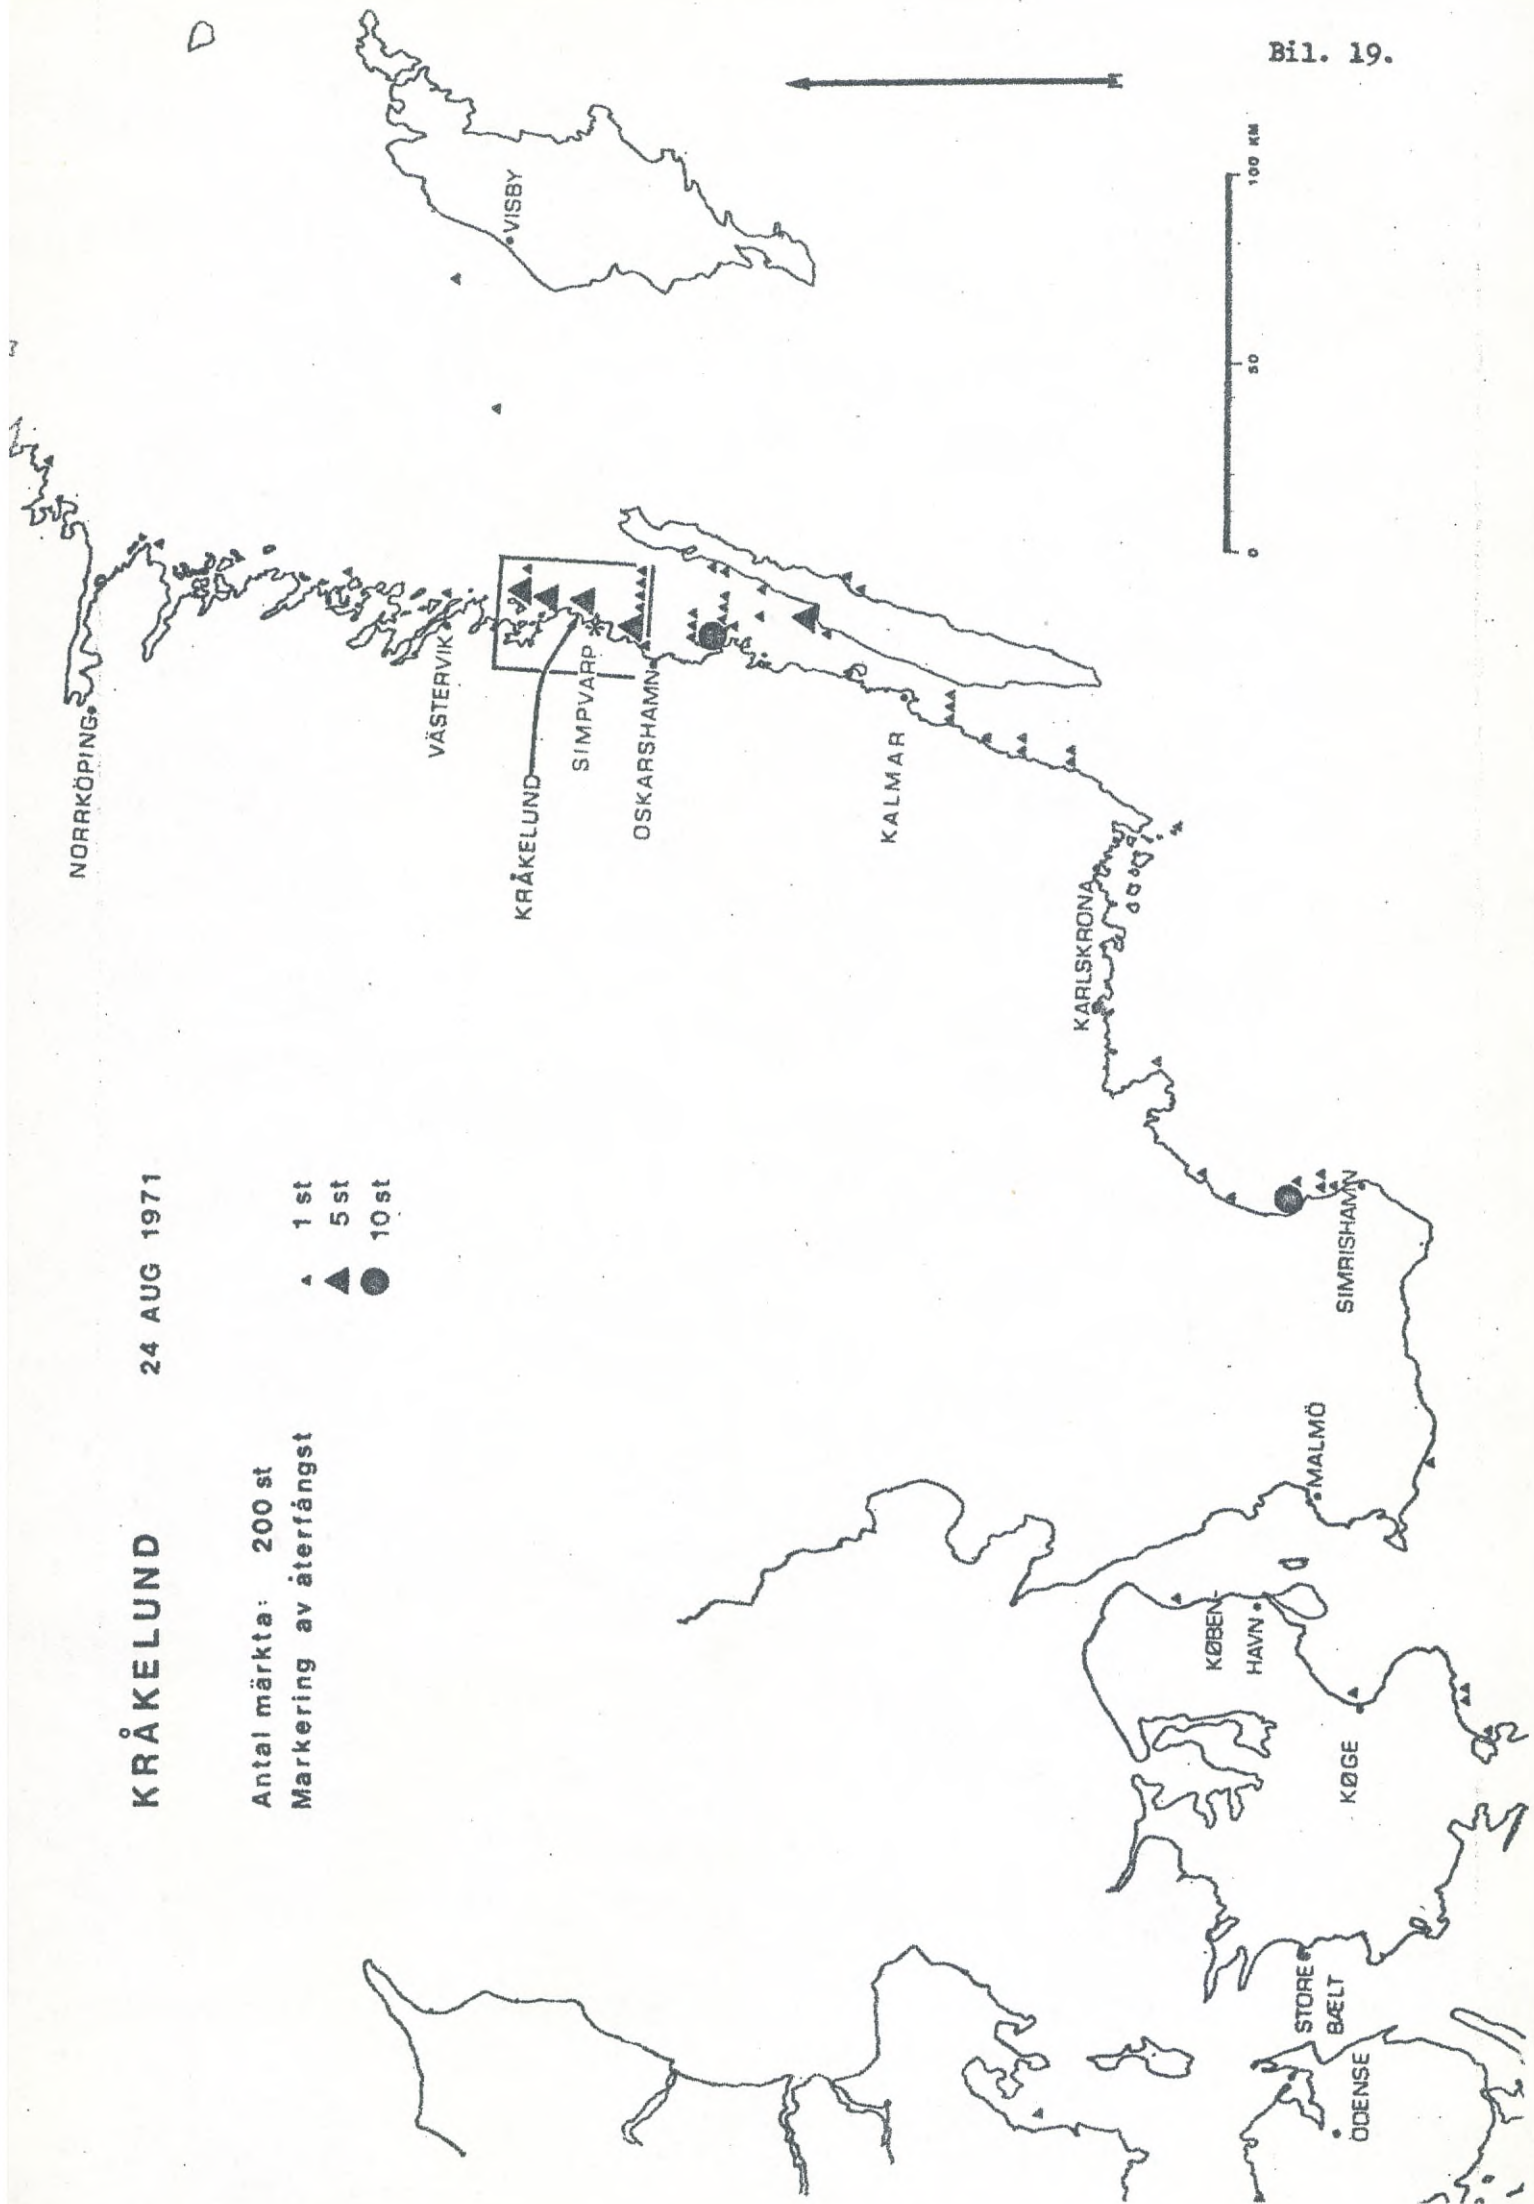 Bil. 19.
KRÅKELUND 24 AUG 1971
Antal märkta: 200 st
Markering av återfångst
1 st
5 st
10 st
NORRKÖPING
VISBY
VÄSTERVIK
KRÅKELUND
SIMPVARP
OSKARSHAMN
KALMAR
KARLSKRONA
SIMRISHAMN
MALMÖ
KØBEN-
HAVN
KØGE
STORE
BÆLT
ODENSE
0 50 100 KM